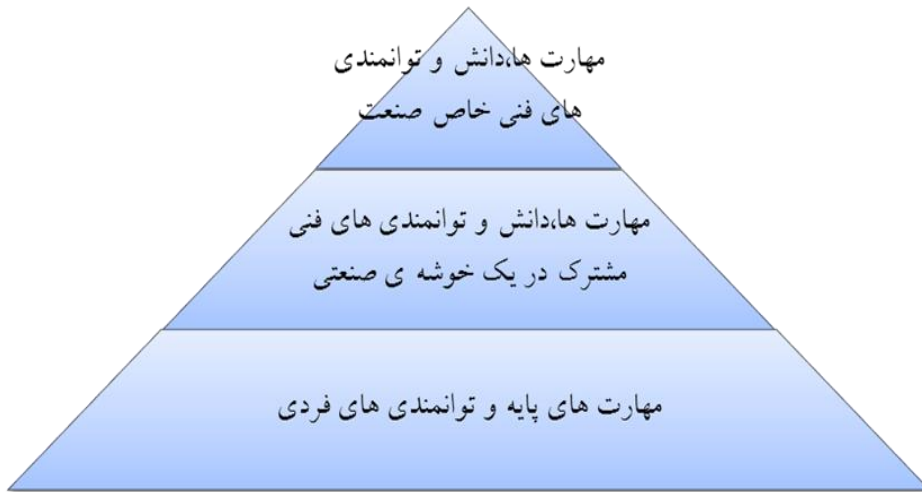 مهارت ها،دانش و توانمندی
های فنی خاص صنعت
مهارت ها،دانش و توانمندی های فنی
مشترک در یک خوشه ی صنعتی
مهارت های پایه و توانمندی های فردی